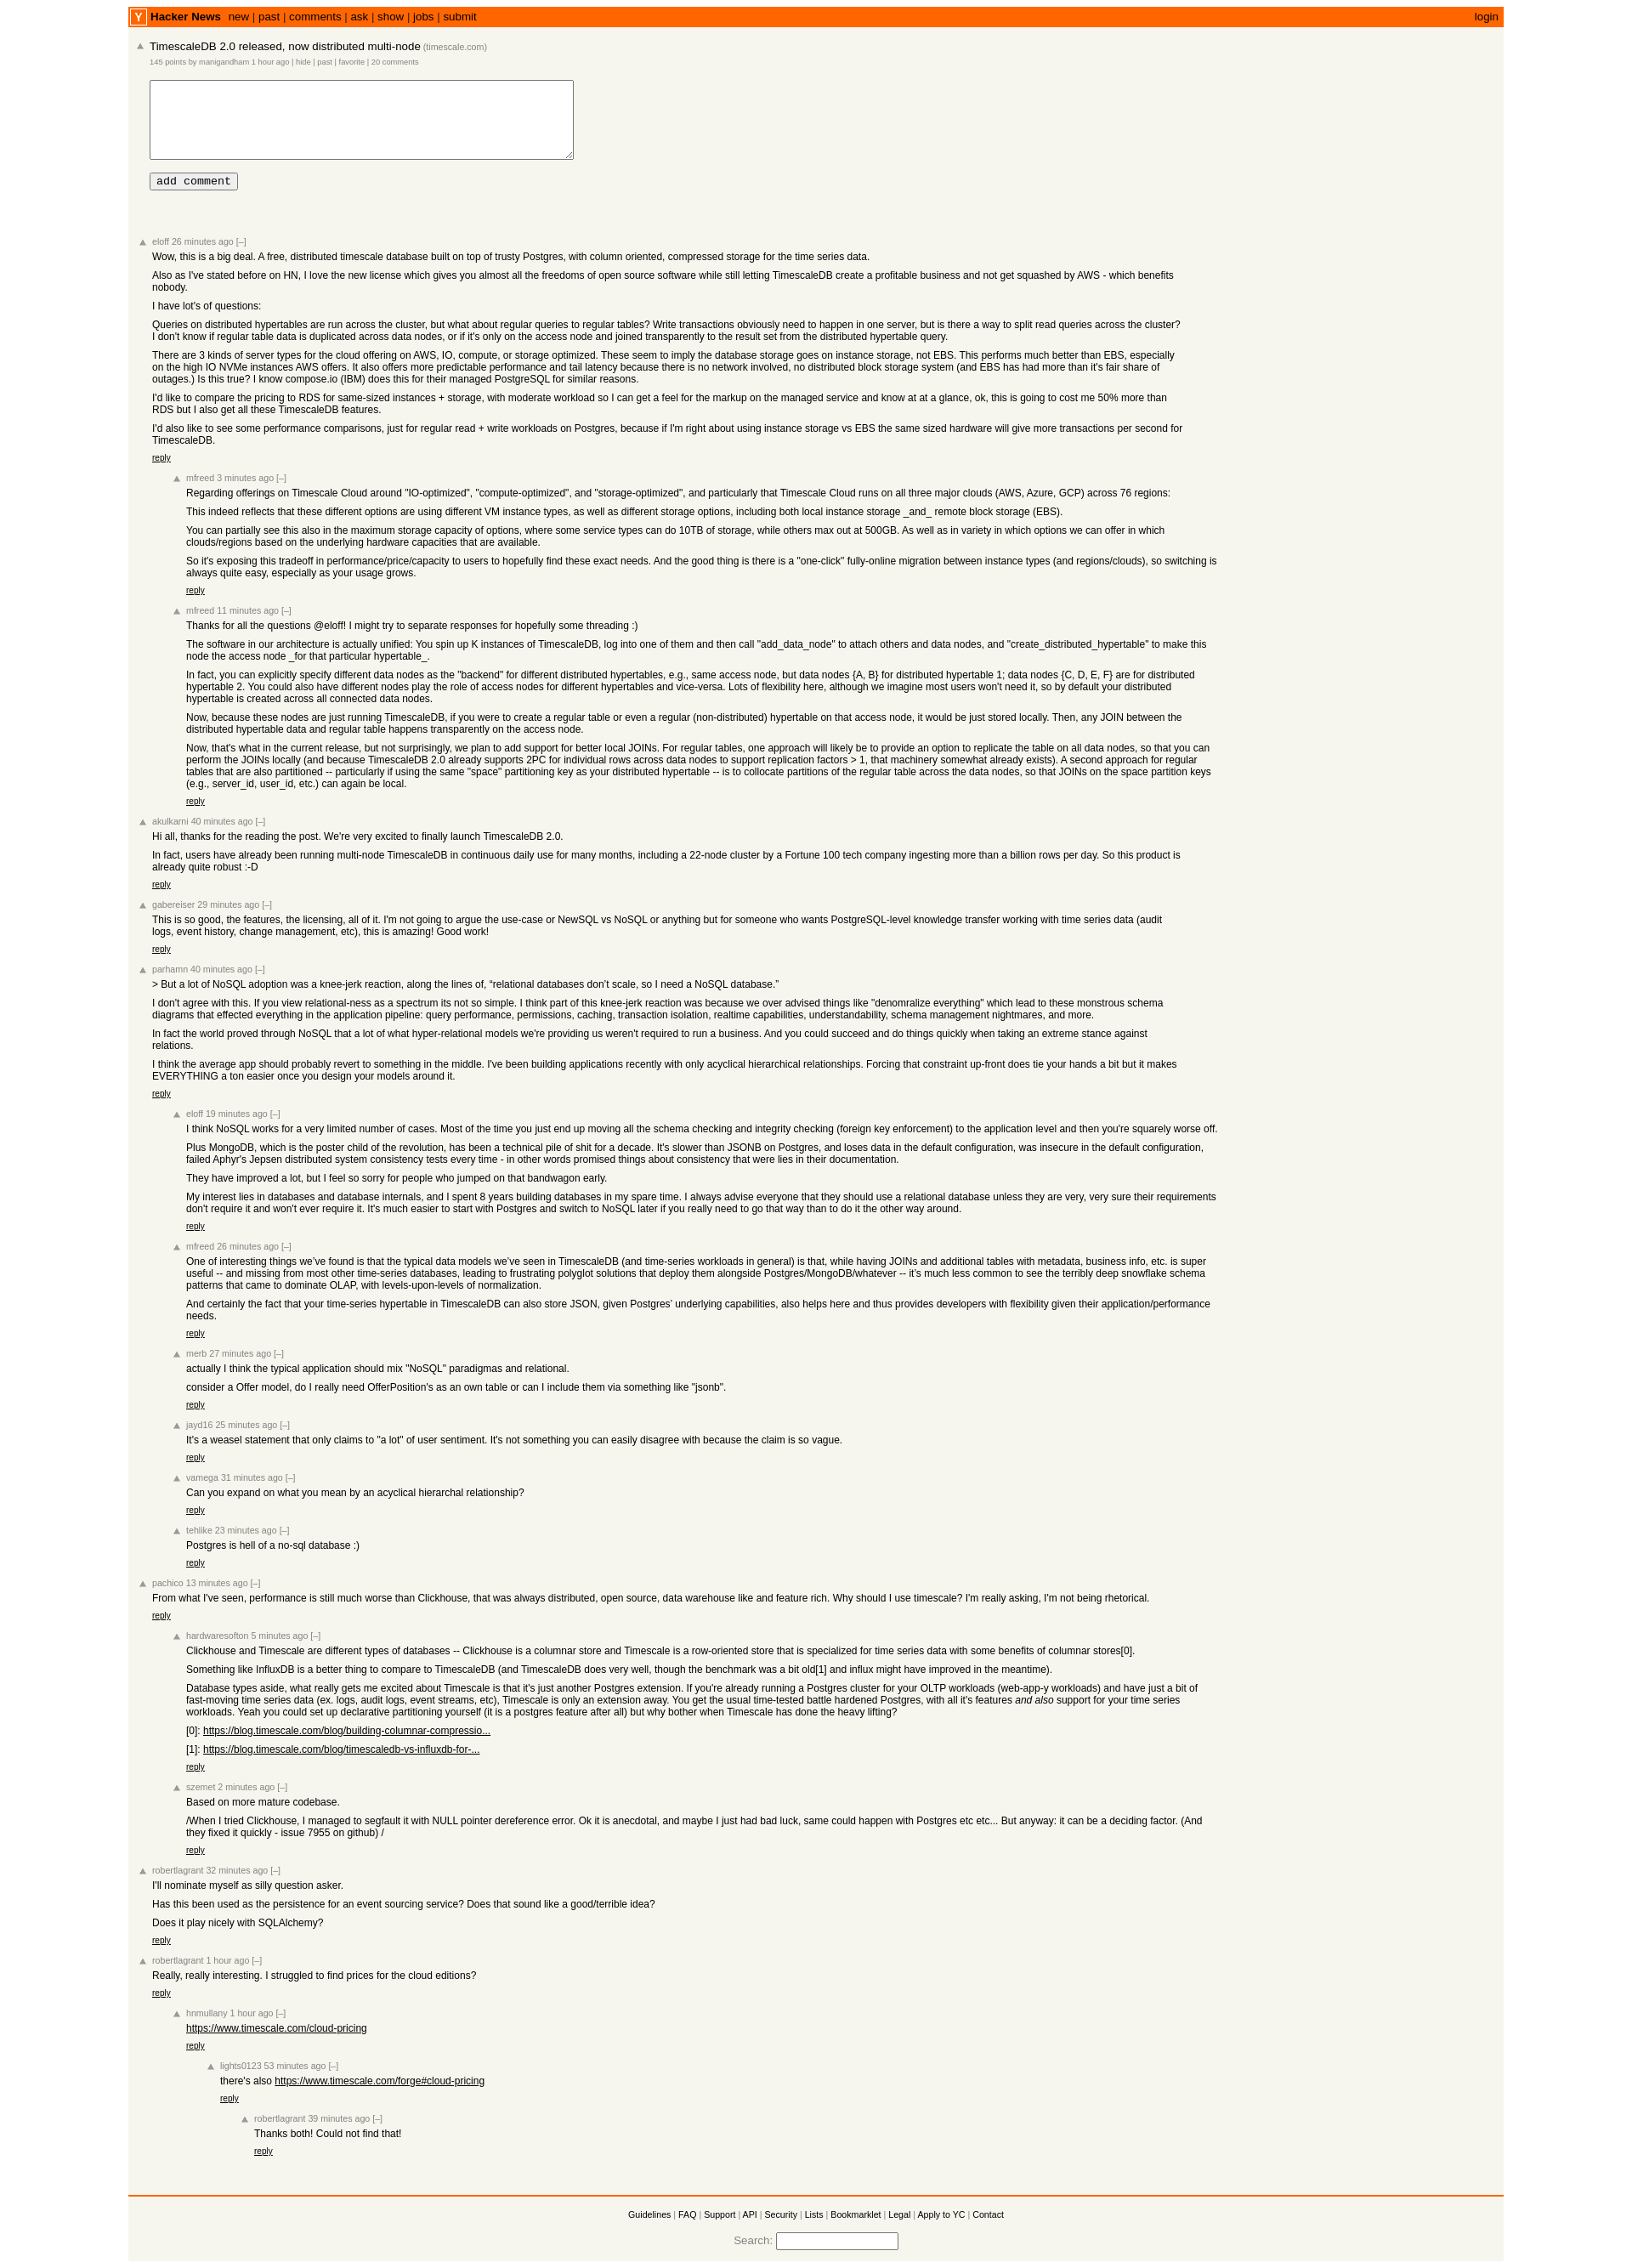 Y Hacker News new | past | comments | ask | show | jobs | submit login
TimescaleDB 2.0 released, now distributed multi-node (timescale.com)
145 points by manigandham 1 hour ago | hide | past | favorite | 20 comments
add comment
eloff 26 minutes ago [–]
Wow, this is a big deal. A free, distributed timescale database built on top of trusty Postgres, with column oriented, compressed storage for the time series data.
Also as I've stated before on HN, I love the new license which gives you almost all the freedoms of open source software while still letting TimescaleDB create a profitable business and not get squashed by AWS - which benefits
nobody.
I have lot's of questions:
Queries on distributed hypertables are run across the cluster, but what about regular queries to regular tables? Write transactions obviously need to happen in one server, but is there a way to split read queries across the cluster?
I don't know if regular table data is duplicated across data nodes, or if it's only on the access node and joined transparently to the result set from the distributed hypertable query.
There are 3 kinds of server types for the cloud offering on AWS, IO, compute, or storage optimized. These seem to imply the database storage goes on instance storage, not EBS. This performs much better than EBS, especially
on the high IO NVMe instances AWS offers. It also offers more predictable performance and tail latency because there is no network involved, no distributed block storage system (and EBS has had more than it's fair share of
outages.) Is this true? I know compose.io (IBM) does this for their managed PostgreSQL for similar reasons.
I'd like to compare the pricing to RDS for same-sized instances + storage, with moderate workload so I can get a feel for the markup on the managed service and know at at a glance, ok, this is going to cost me 50% more than
RDS but I also get all these TimescaleDB features.
I'd also like to see some performance comparisons, just for regular read + write workloads on Postgres, because if I'm right about using instance storage vs EBS the same sized hardware will give more transactions per second for
TimescaleDB.
reply
mfreed 3 minutes ago [–]
Regarding offerings on Timescale Cloud around "IO-optimized", "compute-optimized", and "storage-optimized", and particularly that Timescale Cloud runs on all three major clouds (AWS, Azure, GCP) across 76 regions:
This indeed reflects that these different options are using different VM instance types, as well as different storage options, including both local instance storage _and_ remote block storage (EBS).
You can partially see this also in the maximum storage capacity of options, where some service types can do 10TB of storage, while others max out at 500GB. As well as in variety in which options we can offer in which
clouds/regions based on the underlying hardware capacities that are available.
So it's exposing this tradeoff in performance/price/capacity to users to hopefully find these exact needs. And the good thing is there is a "one-click" fully-online migration between instance types (and regions/clouds), so switching is
always quite easy, especially as your usage grows.
reply
mfreed 11 minutes ago [–]
Thanks for all the questions @eloff! I might try to separate responses for hopefully some threading :)
The software in our architecture is actually unified: You spin up K instances of TimescaleDB, log into one of them and then call "add_data_node" to attach others and data nodes, and "create_distributed_hypertable" to make this
node the access node _for that particular hypertable_.
In fact, you can explicitly specify different data nodes as the "backend" for different distributed hypertables, e.g., same access node, but data nodes {A, B} for distributed hypertable 1; data nodes {C, D, E, F} are for distributed
hypertable 2. You could also have different nodes play the role of access nodes for different hypertables and vice-versa. Lots of flexibility here, although we imagine most users won't need it, so by default your distributed
hypertable is created across all connected data nodes.
Now, because these nodes are just running TimescaleDB, if you were to create a regular table or even a regular (non-distributed) hypertable on that access node, it would be just stored locally. Then, any JOIN between the
distributed hypertable data and regular table happens transparently on the access node.
Now, that's what in the current release, but not surprisingly, we plan to add support for better local JOINs. For regular tables, one approach will likely be to provide an option to replicate the table on all data nodes, so that you can
perform the JOINs locally (and because TimescaleDB 2.0 already supports 2PC for individual rows across data nodes to support replication factors > 1, that machinery somewhat already exists). A second approach for regular
tables that are also partitioned -- particularly if using the same "space" partitioning key as your distributed hypertable -- is to collocate partitions of the regular table across the data nodes, so that JOINs on the space partition keys
(e.g., server_id, user_id, etc.) can again be local.
reply
akulkarni 40 minutes ago [–]
Hi all, thanks for the reading the post. We're very excited to finally launch TimescaleDB 2.0.
In fact, users have already been running multi-node TimescaleDB in continuous daily use for many months, including a 22-node cluster by a Fortune 100 tech company ingesting more than a billion rows per day. So this product is
already quite robust :-D
reply
gabereiser 29 minutes ago [–]
This is so good, the features, the licensing, all of it. I'm not going to argue the use-case or NewSQL vs NoSQL or anything but for someone who wants PostgreSQL-level knowledge transfer working with time series data (audit
logs, event history, change management, etc), this is amazing! Good work!
reply
parhamn 40 minutes ago [–]
> But a lot of NoSQL adoption was a knee-jerk reaction, along the lines of, “relational databases don’t scale, so I need a NoSQL database.”
I don't agree with this. If you view relational-ness as a spectrum its not so simple. I think part of this knee-jerk reaction was because we over advised things like "denomralize everything" which lead to these monstrous schema
diagrams that effected everything in the application pipeline: query performance, permissions, caching, transaction isolation, realtime capabilities, understandability, schema management nightmares, and more.
In fact the world proved through NoSQL that a lot of what hyper-relational models we're providing us weren't required to run a business. And you could succeed and do things quickly when taking an extreme stance against
relations.
I think the average app should probably revert to something in the middle. I've been building applications recently with only acyclical hierarchical relationships. Forcing that constraint up-front does tie your hands a bit but it makes
EVERYTHING a ton easier once you design your models around it.
reply
eloff 19 minutes ago [–]
I think NoSQL works for a very limited number of cases. Most of the time you just end up moving all the schema checking and integrity checking (foreign key enforcement) to the application level and then you're squarely worse off.
Plus MongoDB, which is the poster child of the revolution, has been a technical pile of shit for a decade. It's slower than JSONB on Postgres, and loses data in the default configuration, was insecure in the default configuration,
failed Aphyr's Jepsen distributed system consistency tests every time - in other words promised things about consistency that were lies in their documentation.
They have improved a lot, but I feel so sorry for people who jumped on that bandwagon early.
My interest lies in databases and database internals, and I spent 8 years building databases in my spare time. I always advise everyone that they should use a relational database unless they are very, very sure their requirements
don't require it and won't ever require it. It's much easier to start with Postgres and switch to NoSQL later if you really need to go that way than to do it the other way around.
reply
mfreed 26 minutes ago [–]
One of interesting things we’ve found is that the typical data models we’ve seen in TimescaleDB (and time-series workloads in general) is that, while having JOINs and additional tables with metadata, business info, etc. is super
useful -- and missing from most other time-series databases, leading to frustrating polyglot solutions that deploy them alongside Postgres/MongoDB/whatever -- it’s much less common to see the terribly deep snowflake schema
patterns that came to dominate OLAP, with levels-upon-levels of normalization.
And certainly the fact that your time-series hypertable in TimescaleDB can also store JSON, given Postgres’ underlying capabilities, also helps here and thus provides developers with flexibility given their application/performance
needs.
reply
merb 27 minutes ago [–]
actually I think the typical application should mix "NoSQL" paradigmas and relational.
consider a Offer model, do I really need OfferPosition's as an own table or can I include them via something like "jsonb".
reply
jayd16 25 minutes ago [–]
It's a weasel statement that only claims to "a lot" of user sentiment. It's not something you can easily disagree with because the claim is so vague.
reply
vamega 31 minutes ago [–]
Can you expand on what you mean by an acyclical hierarchal relationship?
reply
tehlike 23 minutes ago [–]
Postgres is hell of a no-sql database :)
reply
pachico 13 minutes ago [–]
From what I've seen, performance is still much worse than Clickhouse, that was always distributed, open source, data warehouse like and feature rich. Why should I use timescale? I'm really asking, I'm not being rhetorical.
reply
hardwaresofton 5 minutes ago [–]
Clickhouse and Timescale are different types of databases -- Clickhouse is a columnar store and Timescale is a row-oriented store that is specialized for time series data with some benefits of columnar stores[0].
Something like InfluxDB is a better thing to compare to TimescaleDB (and TimescaleDB does very well, though the benchmark was a bit old[1] and influx might have improved in the meantime).
Database types aside, what really gets me excited about Timescale is that it's just another Postgres extension. If you're already running a Postgres cluster for your OLTP workloads (web-app-y workloads) and have just a bit of
fast-moving time series data (ex. logs, audit logs, event streams, etc), Timescale is only an extension away. You get the usual time-tested battle hardened Postgres, with all it's features and also support for your time series
workloads. Yeah you could set up declarative partitioning yourself (it is a postgres feature after all) but why bother when Timescale has done the heavy lifting?
[0]: https://blog.timescale.com/blog/building-columnar-compressio...
[1]: https://blog.timescale.com/blog/timescaledb-vs-influxdb-for-...
reply
szemet 2 minutes ago [–]
Based on more mature codebase.
/When I tried Clickhouse, I managed to segfault it with NULL pointer dereference error. Ok it is anecdotal, and maybe I just had bad luck, same could happen with Postgres etc etc... But anyway: it can be a deciding factor. (And
they fixed it quickly - issue 7955 on github) /
reply
robertlagrant 32 minutes ago [–]
I'll nominate myself as silly question asker.
Has this been used as the persistence for an event sourcing service? Does that sound like a good/terrible idea?
Does it play nicely with SQLAlchemy?
reply
robertlagrant 1 hour ago [–]
Really, really interesting. I struggled to find prices for the cloud editions?
reply
hnmullany 1 hour ago [–]
https://www.timescale.com/cloud-pricing
reply
lights0123 53 minutes ago [–]
there's also https://www.timescale.com/forge#cloud-pricing
reply
robertlagrant 39 minutes ago [–]
Thanks both! Could not find that!
reply
Guidelines | FAQ | Support | API | Security | Lists | Bookmarklet | Legal | Apply to YC | Contact
Search: